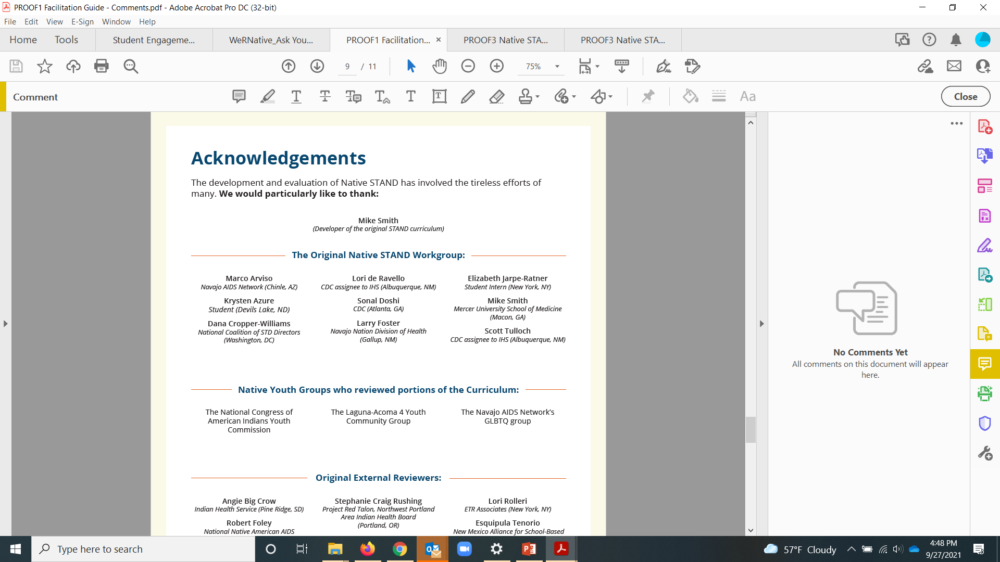 PROOF1 Facilitation Guide - Comments.pdf - Adobe Acrobat Pro DC (32-bit)
File Edit View E-Sign Window Help
Home Tools Student Engageme... WeRNative_Ask You... PROOF1 Facilitation... × PROOF3 Native STA... PROOF3 Native STA...
9 / 11 75%
Comment Aa Close
Acknowledgements
The development and evaluation of Native STAND has involved the tireless efforts of
many. We would particularly like to thank:
Mike Smith
(Developer of the original STAND curriculum)
The Original Native STAND Workgroup:
Marco Arviso
Navajo AIDS Network (Chinle, AZ)
Krysten Azure
Student (Devils Lake, ND)
Dana Cropper-Williams
National Coalition of STD Directors
(Washington, DC)
Lori de Ravello
CDC assignee to IHS (Albuquerque, NM)
Sonal Doshi
CDC (Atlanta, GA)
Larry Foster
Navajo Nation Division of Health
(Gallup, NM)
Elizabeth Jarpe-Ratner
Student Intern (New York, NY)
Mike Smith
Mercer University School of Medicine
(Macon, GA)
Scott Tulloch
CDC assignee to IHS (Albuquerque, NM)
Native Youth Groups who reviewed portions of the Curriculum:
The National Congress of
American Indians Youth
Commission
The Laguna-Acoma 4 Youth
Community Group
The Navajo AIDS Network’s
GLBTQ group
Original External Reviewers:
Angie Big Crow
Indian Health Service (Pine Ridge, SD)
Robert Foley
National Native American AIDS
Stephanie Craig Rushing
Project Red Talon, Northwest Portland
Area Indian Health Board
(Portland, OR)
Lori Rolleri
ETR Associates (New York, NY)
Esquipula Tenorio
New Mexico Alliance for School-Based
No Comments Yet
All comments on this document will appear
here.
Type here to search
57°F Cloudy
4:48 PM
9/27/2021